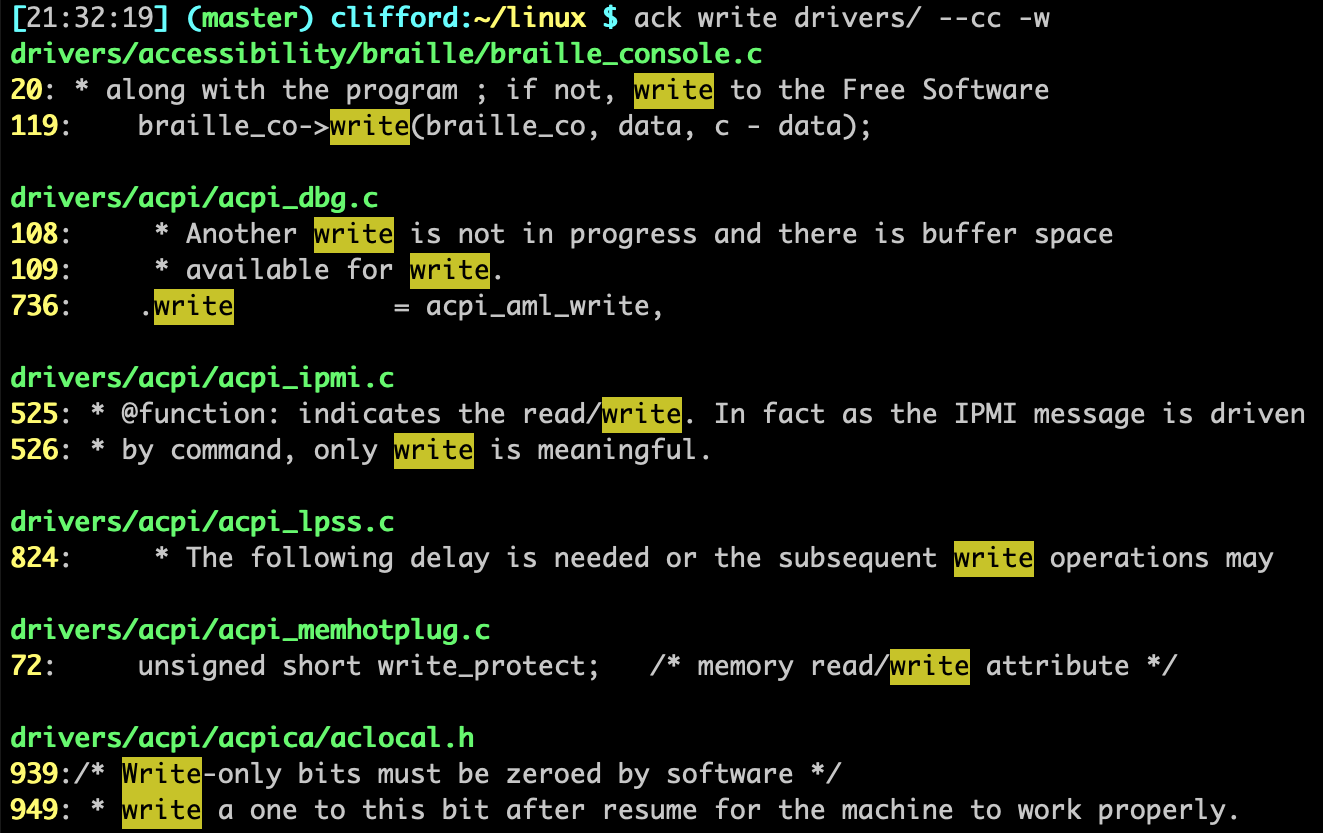 [21:32:19] (master) clifford:~/linux $ ack write drivers/ --cc -w
drivers/accessibility/braille/braille_console.c
20: * along with the program ; if not, write to the Free Software
119:    braille_co->write(braille_co, data, c - data);
drivers/acpi/acpi_dbg.c
108:     * Another write is not in progress and there is buffer space
109:     * available for write.
736:    .write          = acpi_aml_write,
drivers/acpi/acpi_ipmi.c
525: * @function: indicates the read/write. In fact as the IPMI message is driven
526: * by command, only write is meaningful.
drivers/acpi/acpi_lpss.c
824:     * The following delay is needed or the subsequent write operations may
drivers/acpi/acpi_memhotplug.c
72:     unsigned short write_protect;   /* memory read/write attribute */
drivers/acpi/acpica/aclocal.h
939:/* Write-only bits must be zeroed by software */
949: * write a one to this bit after resume for the machine to work properly.